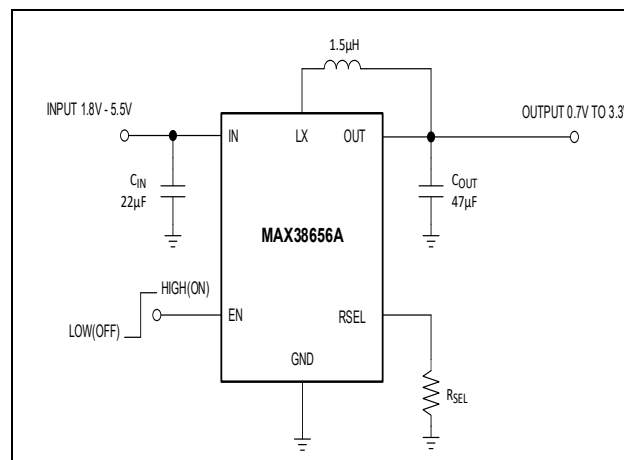 1.5µH
INPUT 1.8V - 5.5V
OUTPUT 0.7V TO 3.3V
IN
LX
OUT
CIN
22µF
COUT
47µF
MAX38656A
HIGH(ON)
LOW(OFF)
EN
RSEL
GND
RSEL